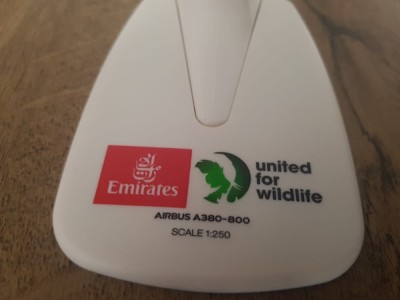 Emirates
united
for
wildlife
AIRBUS A380-800
SCALE 1:250